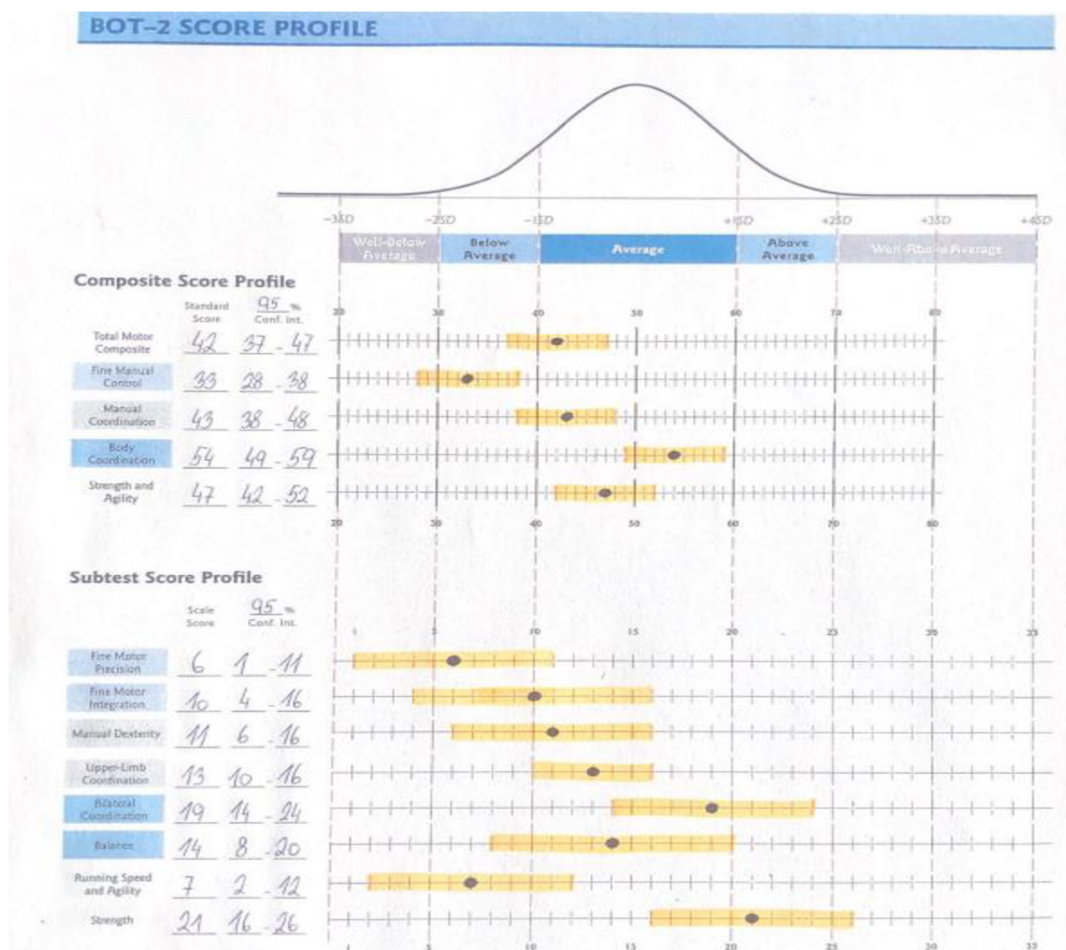 BOT–2 SCORE PROFILE
-3SD -2SD -1SD +1SD +2SD +3SD +4SD
Well-Below Average Below Average Average Above Average Well-Above Average
Composite Score Profile
Standard Score 95 % Conf. Int.
20 30 40 50 60 70 80
Total Motor Composite 42 37 - 47
Fine Manual Control 33 28 - 38
Manual Coordination 43 38 - 48
Body Coordination 54 49 - 59
Strength and Agility 47 42 - 52
20 30 40 50 60 70 80
Subtest Score Profile
Scale Score 95 % Conf. Int.
1 5 10 15 20 25 30 35
Fine Motor Precision 6 1 - 11
Fine Motor Integration 10 4 - 16
Manual Dexterity 11 6 - 16
Upper-Limb Coordination 13 10 - 16
Bilateral Coordination 19 14 - 24
Balance 14 8 - 20
Running Speed and Agility 7 2 - 12
Strength 21 16 - 26
1 5 10 15 20 25 30 35